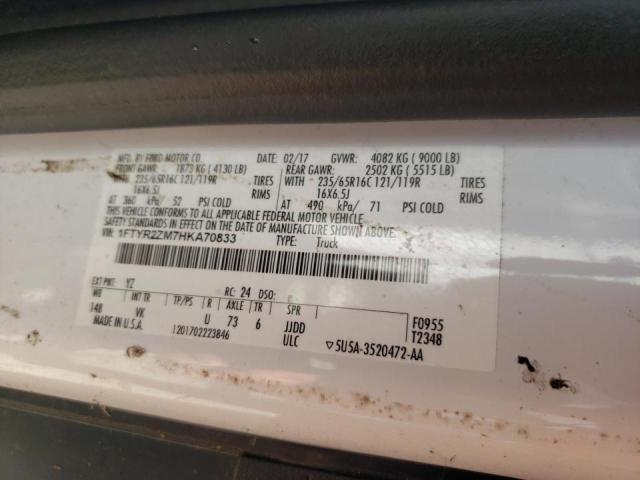 MFD. BY FORD MOTOR CO. DATE: 02/17 GVWR: 4082 KG ( 9000 LB)
FRONT GAWR: 1873 KG ( 4130 LB) REAR GAWR: 2502 KG ( 5515 LB)
WITH 235/65R16C 121/119R TIRES WITH 235/65R16C 121/119R TIRES
16X6.5J RIMS 16X6.5J RIMS
AT 360 kPa/ 52 PSI COLD AT 490 kPa/ 71 PSI COLD
THIS VEHICLE CONFORMS TO ALL APPLICABLE FEDERAL MOTOR VEHICLE
SAFETY STANDARDS IN EFFECT ON THE DATE OF MANUFACTURE SHOWN ABOVE.
VIN: 1FTYR2ZM7HKA70833 TYPE: Truck
EXT PNT: YZ RC: 24 DSO:
WB INT TR TP/PS R AXLE TR SPR
148 VK U 73 6 JJDD F0955
MADE IN U.S.A. 1201702223846 ULC ▽5U5A-3520472-AA T2348